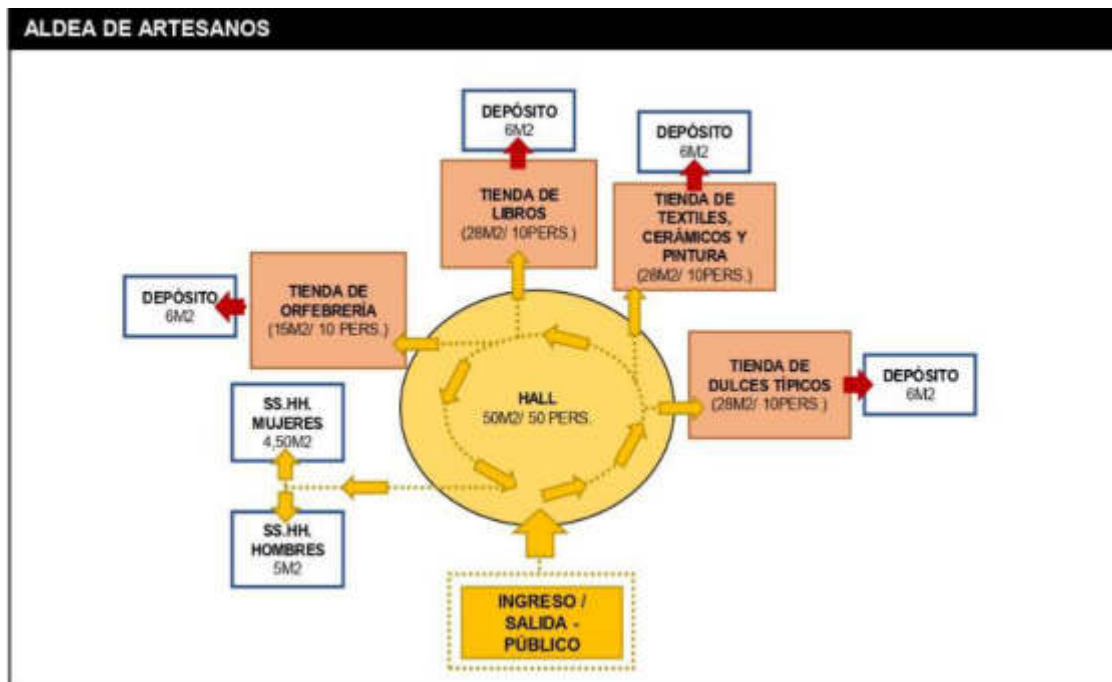 ALDEA DE ARTESANOS
DEPÓSITO
6M2
DEPÓSITO
6M2
TIENDA DE
LIBROS
(28M2/ 10PERS.)
TIENDA DE
TEXTILES,
CERÁMICOS Y
PINTURA
(28M2/ 10PERS.)
DEPÓSITO
6M2
TIENDA DE
ORFEBRERÍA
(15M2/ 10 PERS.)
TIENDA DE
DULCES TÍPICOS
(28M2/ 10PERS.)
DEPÓSITO
6M2
HALL
50M2/ 50 PERS.
SS.HH.
MUJERES
4,50M2
SS.HH.
HOMBRES
5M2
INGRESO /
SALIDA -
PÚBLICO